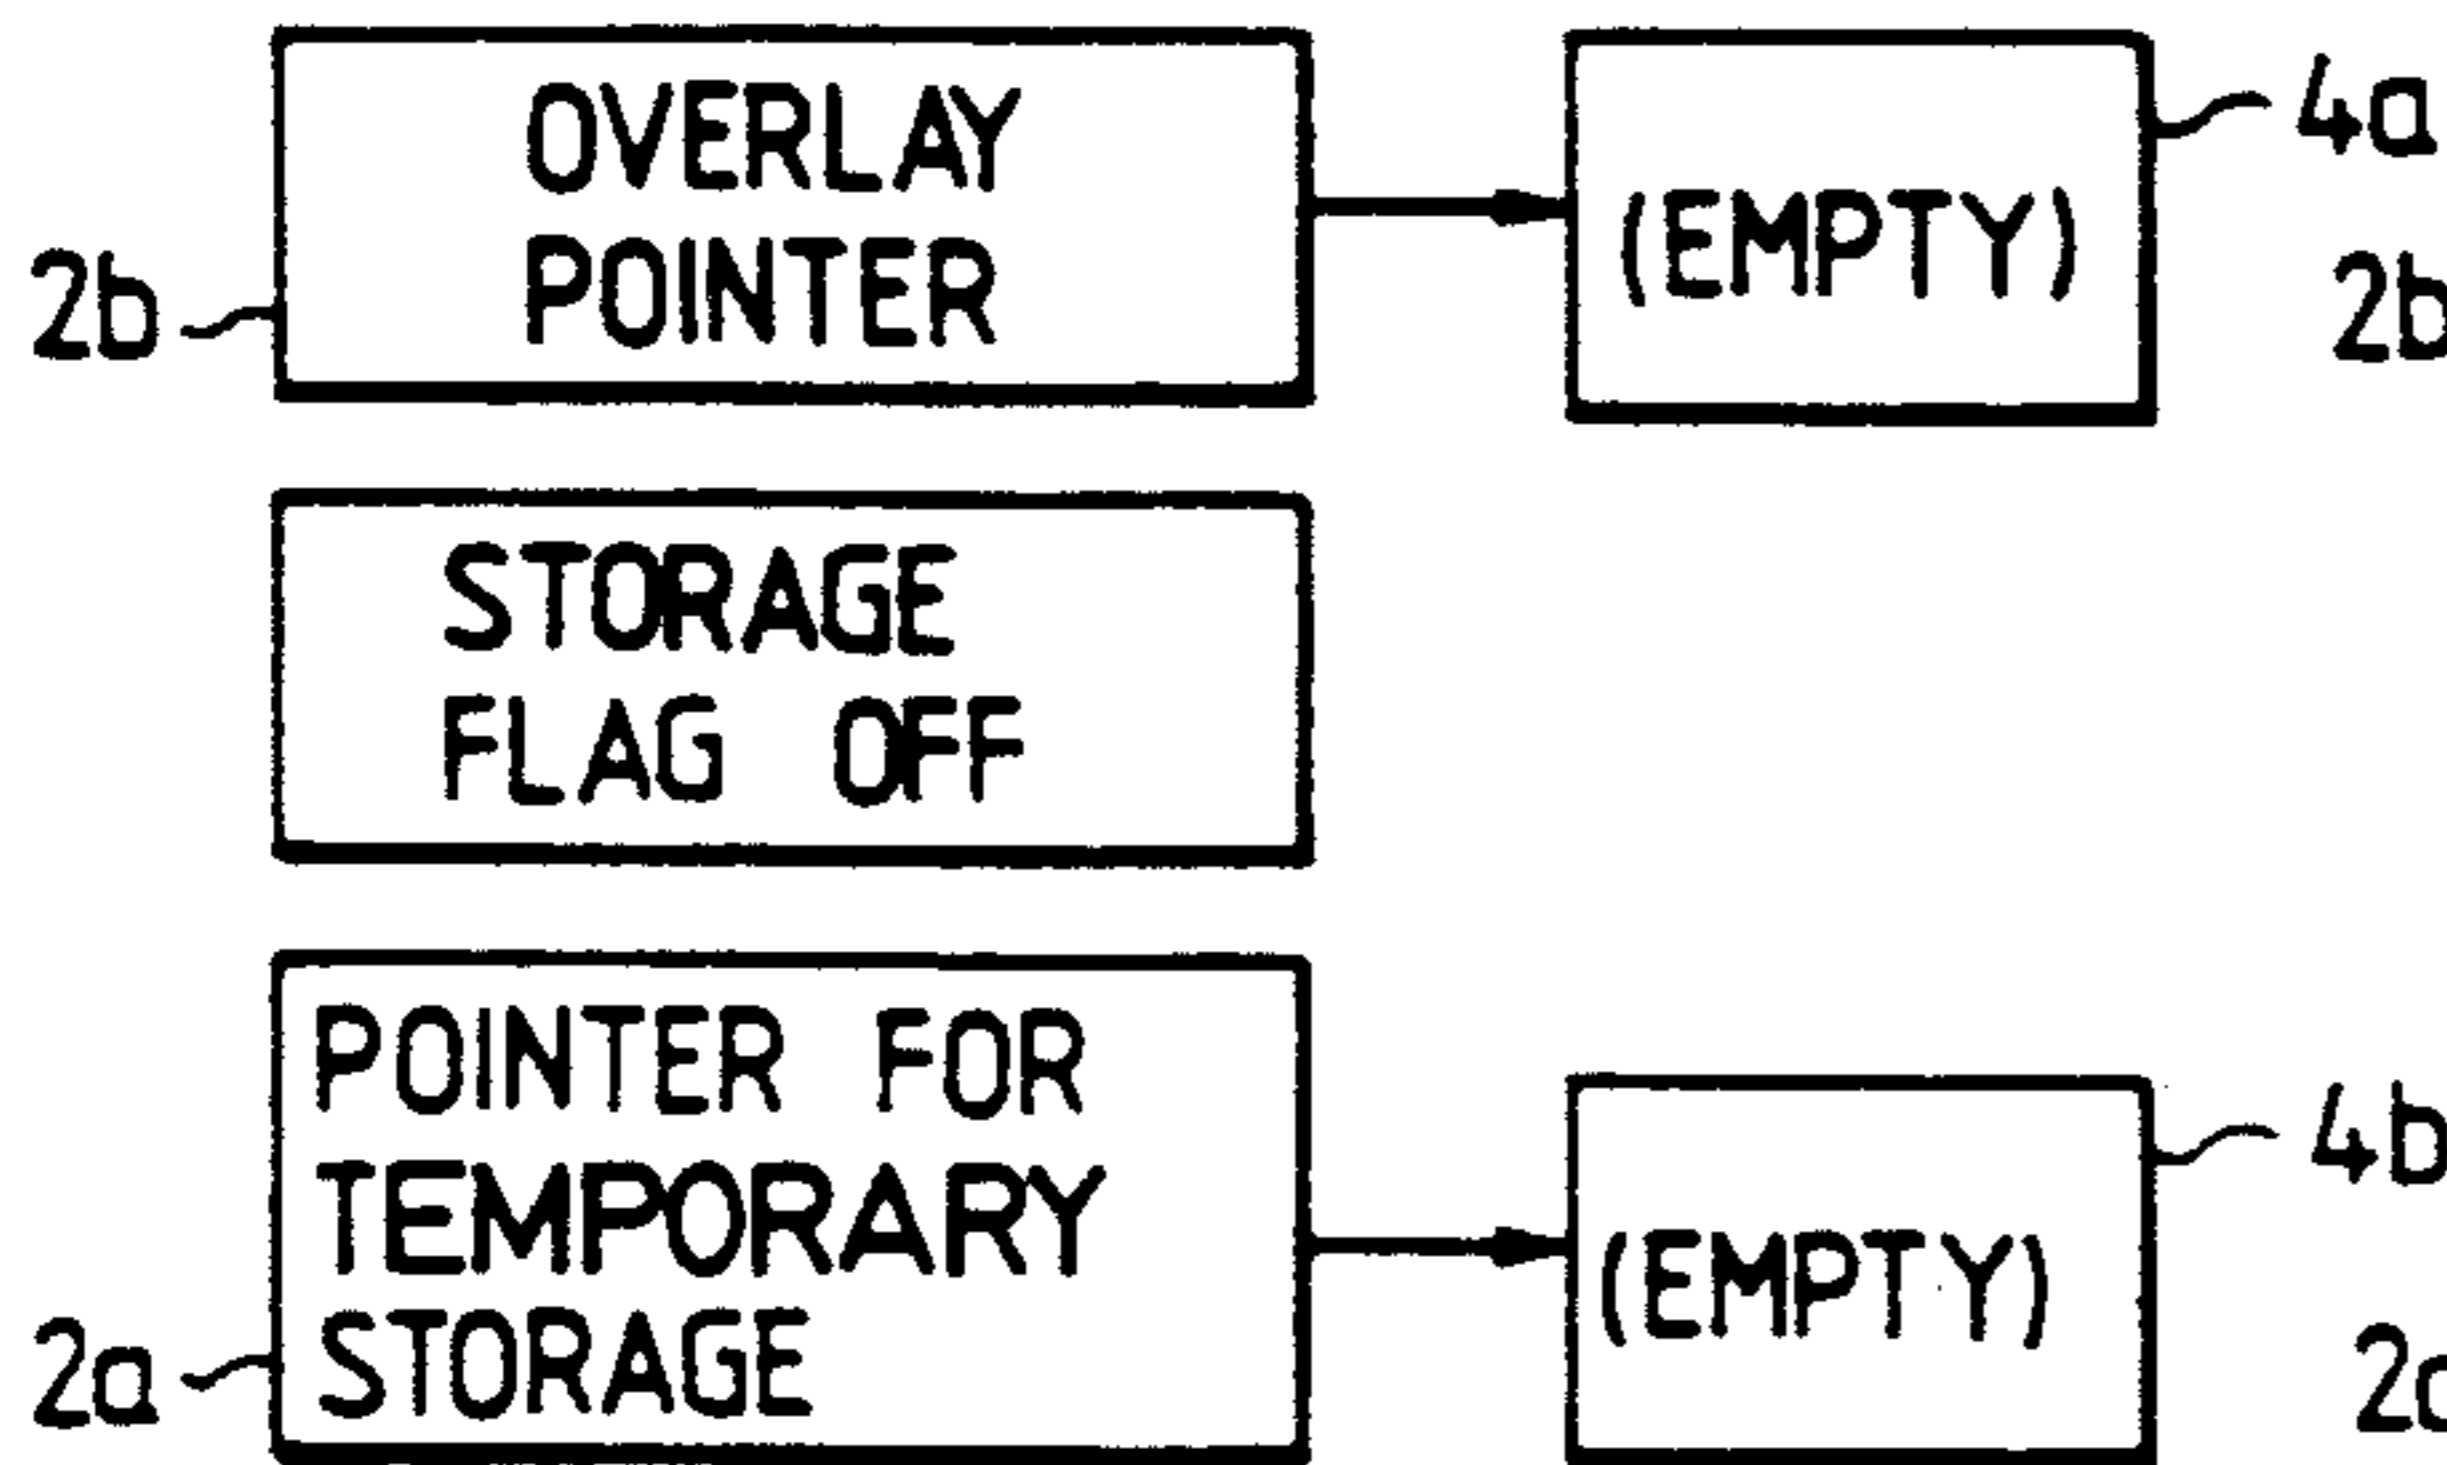 OVERLAY
POINTER
2b
(EMPTY)
4a
2b
STORAGE
FLAG OFF
POINTER FOR
TEMPORARY
STORAGE
2a
(EMPTY)
4b